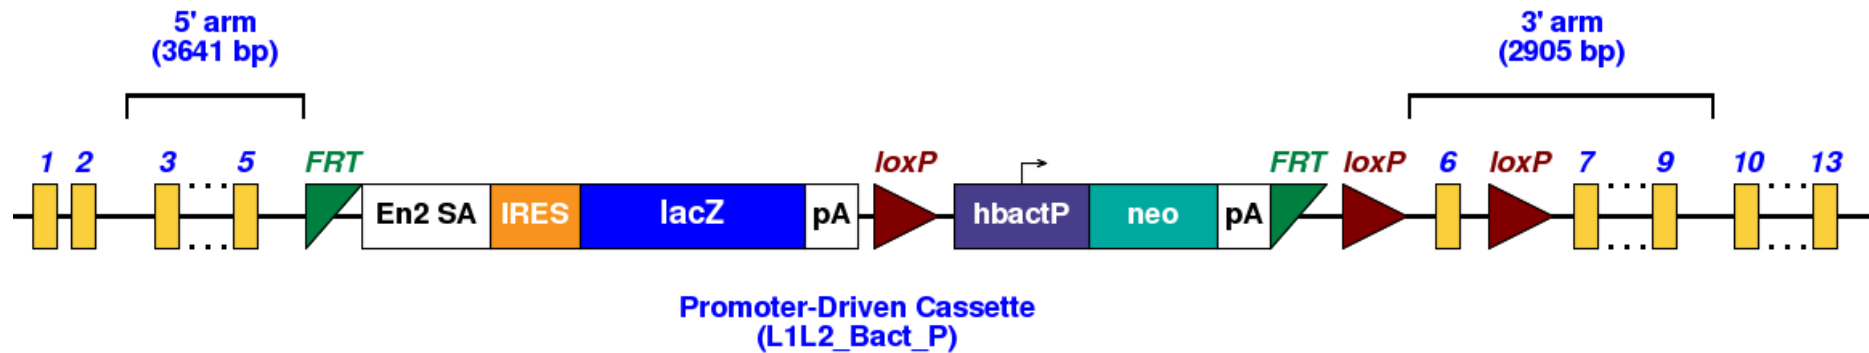 5' arm
(3641 bp)
3' arm
(2905 bp)
1 2 3 5 FRT loxP FRT loxP 6 loxP 7 9 10 13
En2 SA IRES lacZ pA hbactP neo pA
Promoter-Driven Cassette
(L1L2_Bact_P)